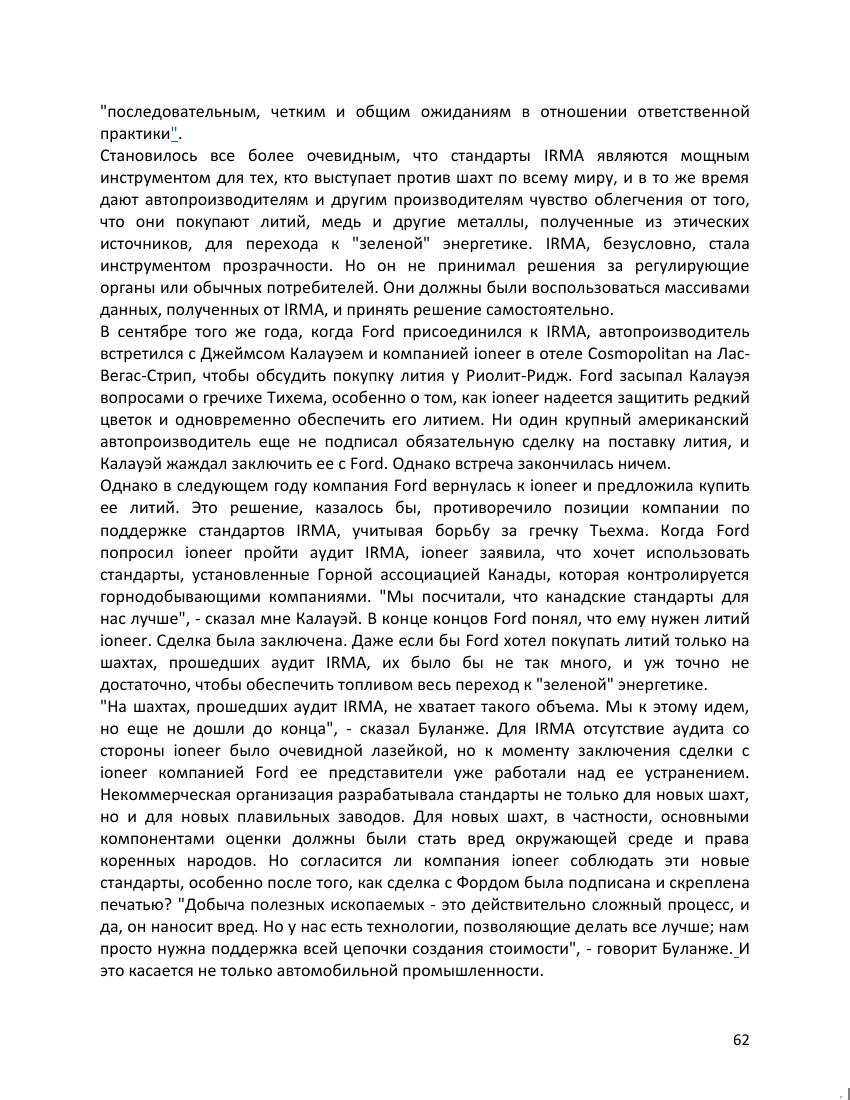 "последовательным, четким и общим ожиданиям в отношении ответственной
практики".
Становилось все более очевидным, что стандарты IRMA являются мощным
инструментом для тех, кто выступает против шахт по всему миру, и в то же время
дают автопроизводителям и другим производителям чувство облегчения от того,
что они покупают литий, медь и другие металлы, полученные из этических
источников, для перехода к "зеленой" энергетике. IRMA, безусловно, стала
инструментом прозрачности. Но он не принимал решения за регулирующие
органы или обычных потребителей. Они должны были воспользоваться массивами
данных, полученных от IRMA, и принять решение самостоятельно.
В сентябре того же года, когда Ford присоединился к IRMA, автопроизводитель
встретился с Джеймсом Калауэем и компанией ioneer в отеле Cosmopolitan на Лас-
Вегас-Стрип, чтобы обсудить покупку лития у Риолит-Ридж. Ford засыпал Калауэя
вопросами о гречихе Тихема, особенно о том, как ioneer надеется защитить редкий
цветок и одновременно обеспечить его литием. Ни один крупный американский
автопроизводитель еще не подписал обязательную сделку на поставку лития, и
Калауэй жаждал заключить ее с Ford. Однако встреча закончилась ничем.
Однако в следующем году компания Ford вернулась к ioneer и предложила купить
ее литий. Это решение, казалось бы, противоречило позиции компании по
поддержке стандартов IRMA, учитывая борьбу за гречку Тьехма. Когда Ford
попросил ioneer пройти аудит IRMA, ioneer заявила, что хочет использовать
стандарты, установленные Горной ассоциацией Канады, которая контролируется
горнодобывающими компаниями. "Мы посчитали, что канадские стандарты для
нас лучше", - сказал мне Калауэй. В конце концов Ford понял, что ему нужен литий
ioneer. Сделка была заключена. Даже если бы Ford хотел покупать литий только на
шахтах, прошедших аудит IRMA, их было бы не так много, и уж точно не
достаточно, чтобы обеспечить топливом весь переход к "зеленой" энергетике.
"На шахтах, прошедших аудит IRMA, не хватает такого объема. Мы к этому идем,
но еще не дошли до конца", - сказал Буланже. Для IRMA отсутствие аудита со
стороны ioneer было очевидной лазейкой, но к моменту заключения сделки с
ioneer компанией Ford ее представители уже работали над ее устранением.
Некоммерческая организация разрабатывала стандарты не только для новых шахт,
но и для новых плавильных заводов. Для новых шахт, в частности, основными
компонентами оценки должны были стать вред окружающей среде и права
коренных народов. Но согласится ли компания ioneer соблюдать эти новые
стандарты, особенно после того, как сделка с Фордом была подписана и скреплена
печатью? "Добыча полезных ископаемых - это действительно сложный процесс, и
да, он наносит вред. Но у нас есть технологии, позволяющие делать все лучше; нам
просто нужна поддержка всей цепочки создания стоимости", - говорит Буланже. И
это касается не только автомобильной промышленности.
62